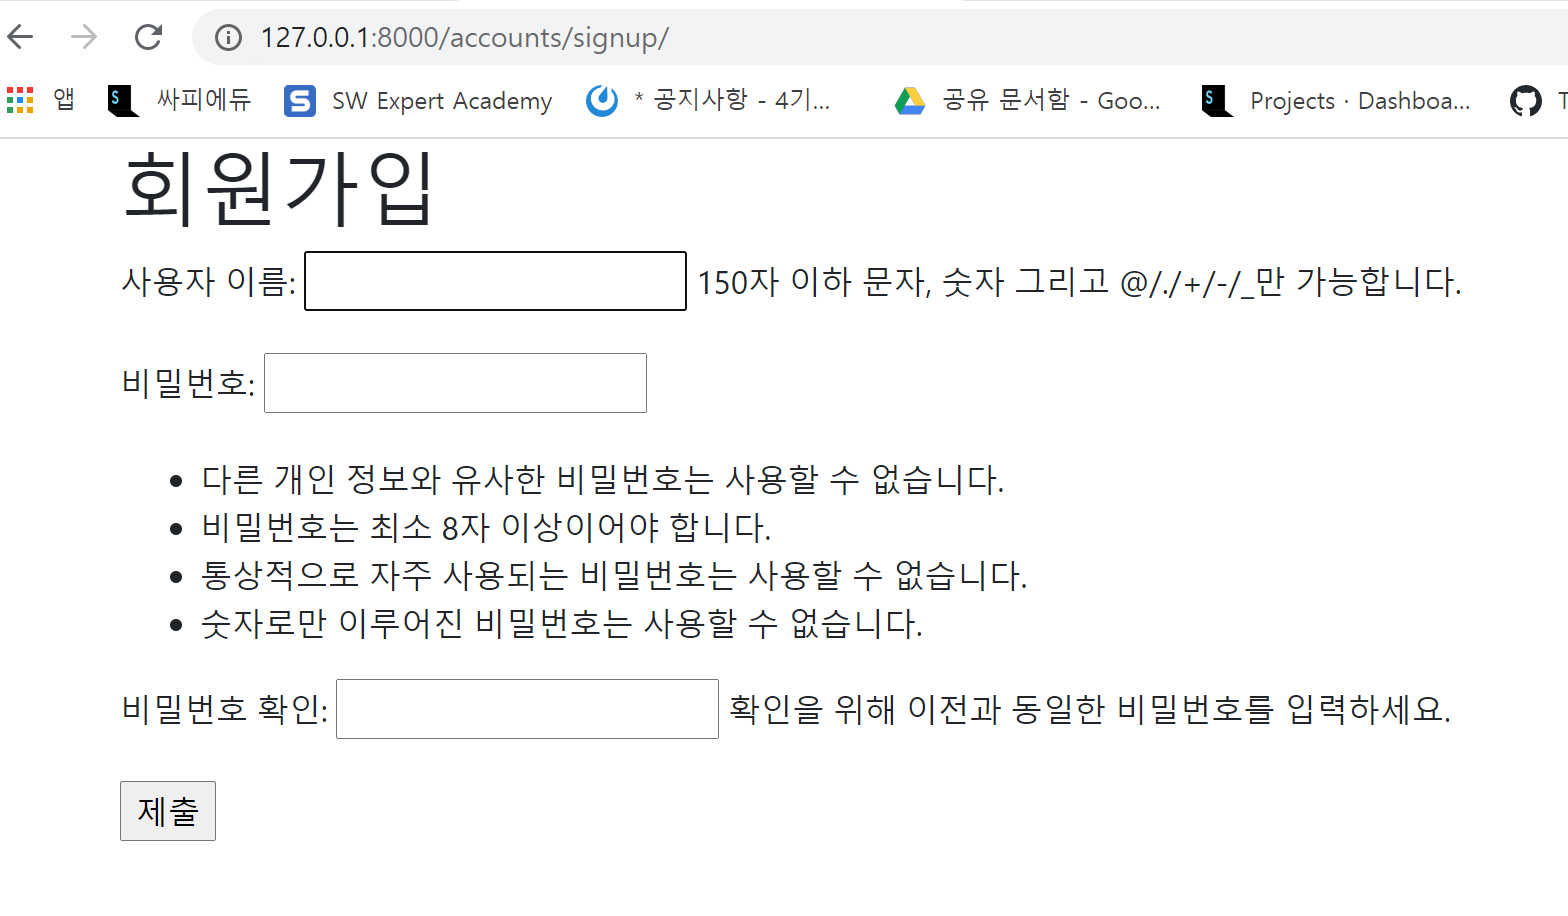 127.0.0.1:8000/accounts/signup/
앱 싸피에듀 SW Expert Academy * 공지사항 - 4기... 공유 문서함 - Goo... Projects · Dashboa... T
회원가입
사용자 이름: 150자 이하 문자, 숫자 그리고 @/./+/-/_만 가능합니다.
비밀번호:
• 다른 개인 정보와 유사한 비밀번호는 사용할 수 없습니다.
• 비밀번호는 최소 8자 이상이어야 합니다.
• 통상적으로 자주 사용되는 비밀번호는 사용할 수 없습니다.
• 숫자로만 이루어진 비밀번호는 사용할 수 없습니다.
비밀번호 확인: 확인을 위해 이전과 동일한 비밀번호를 입력하세요.
제출